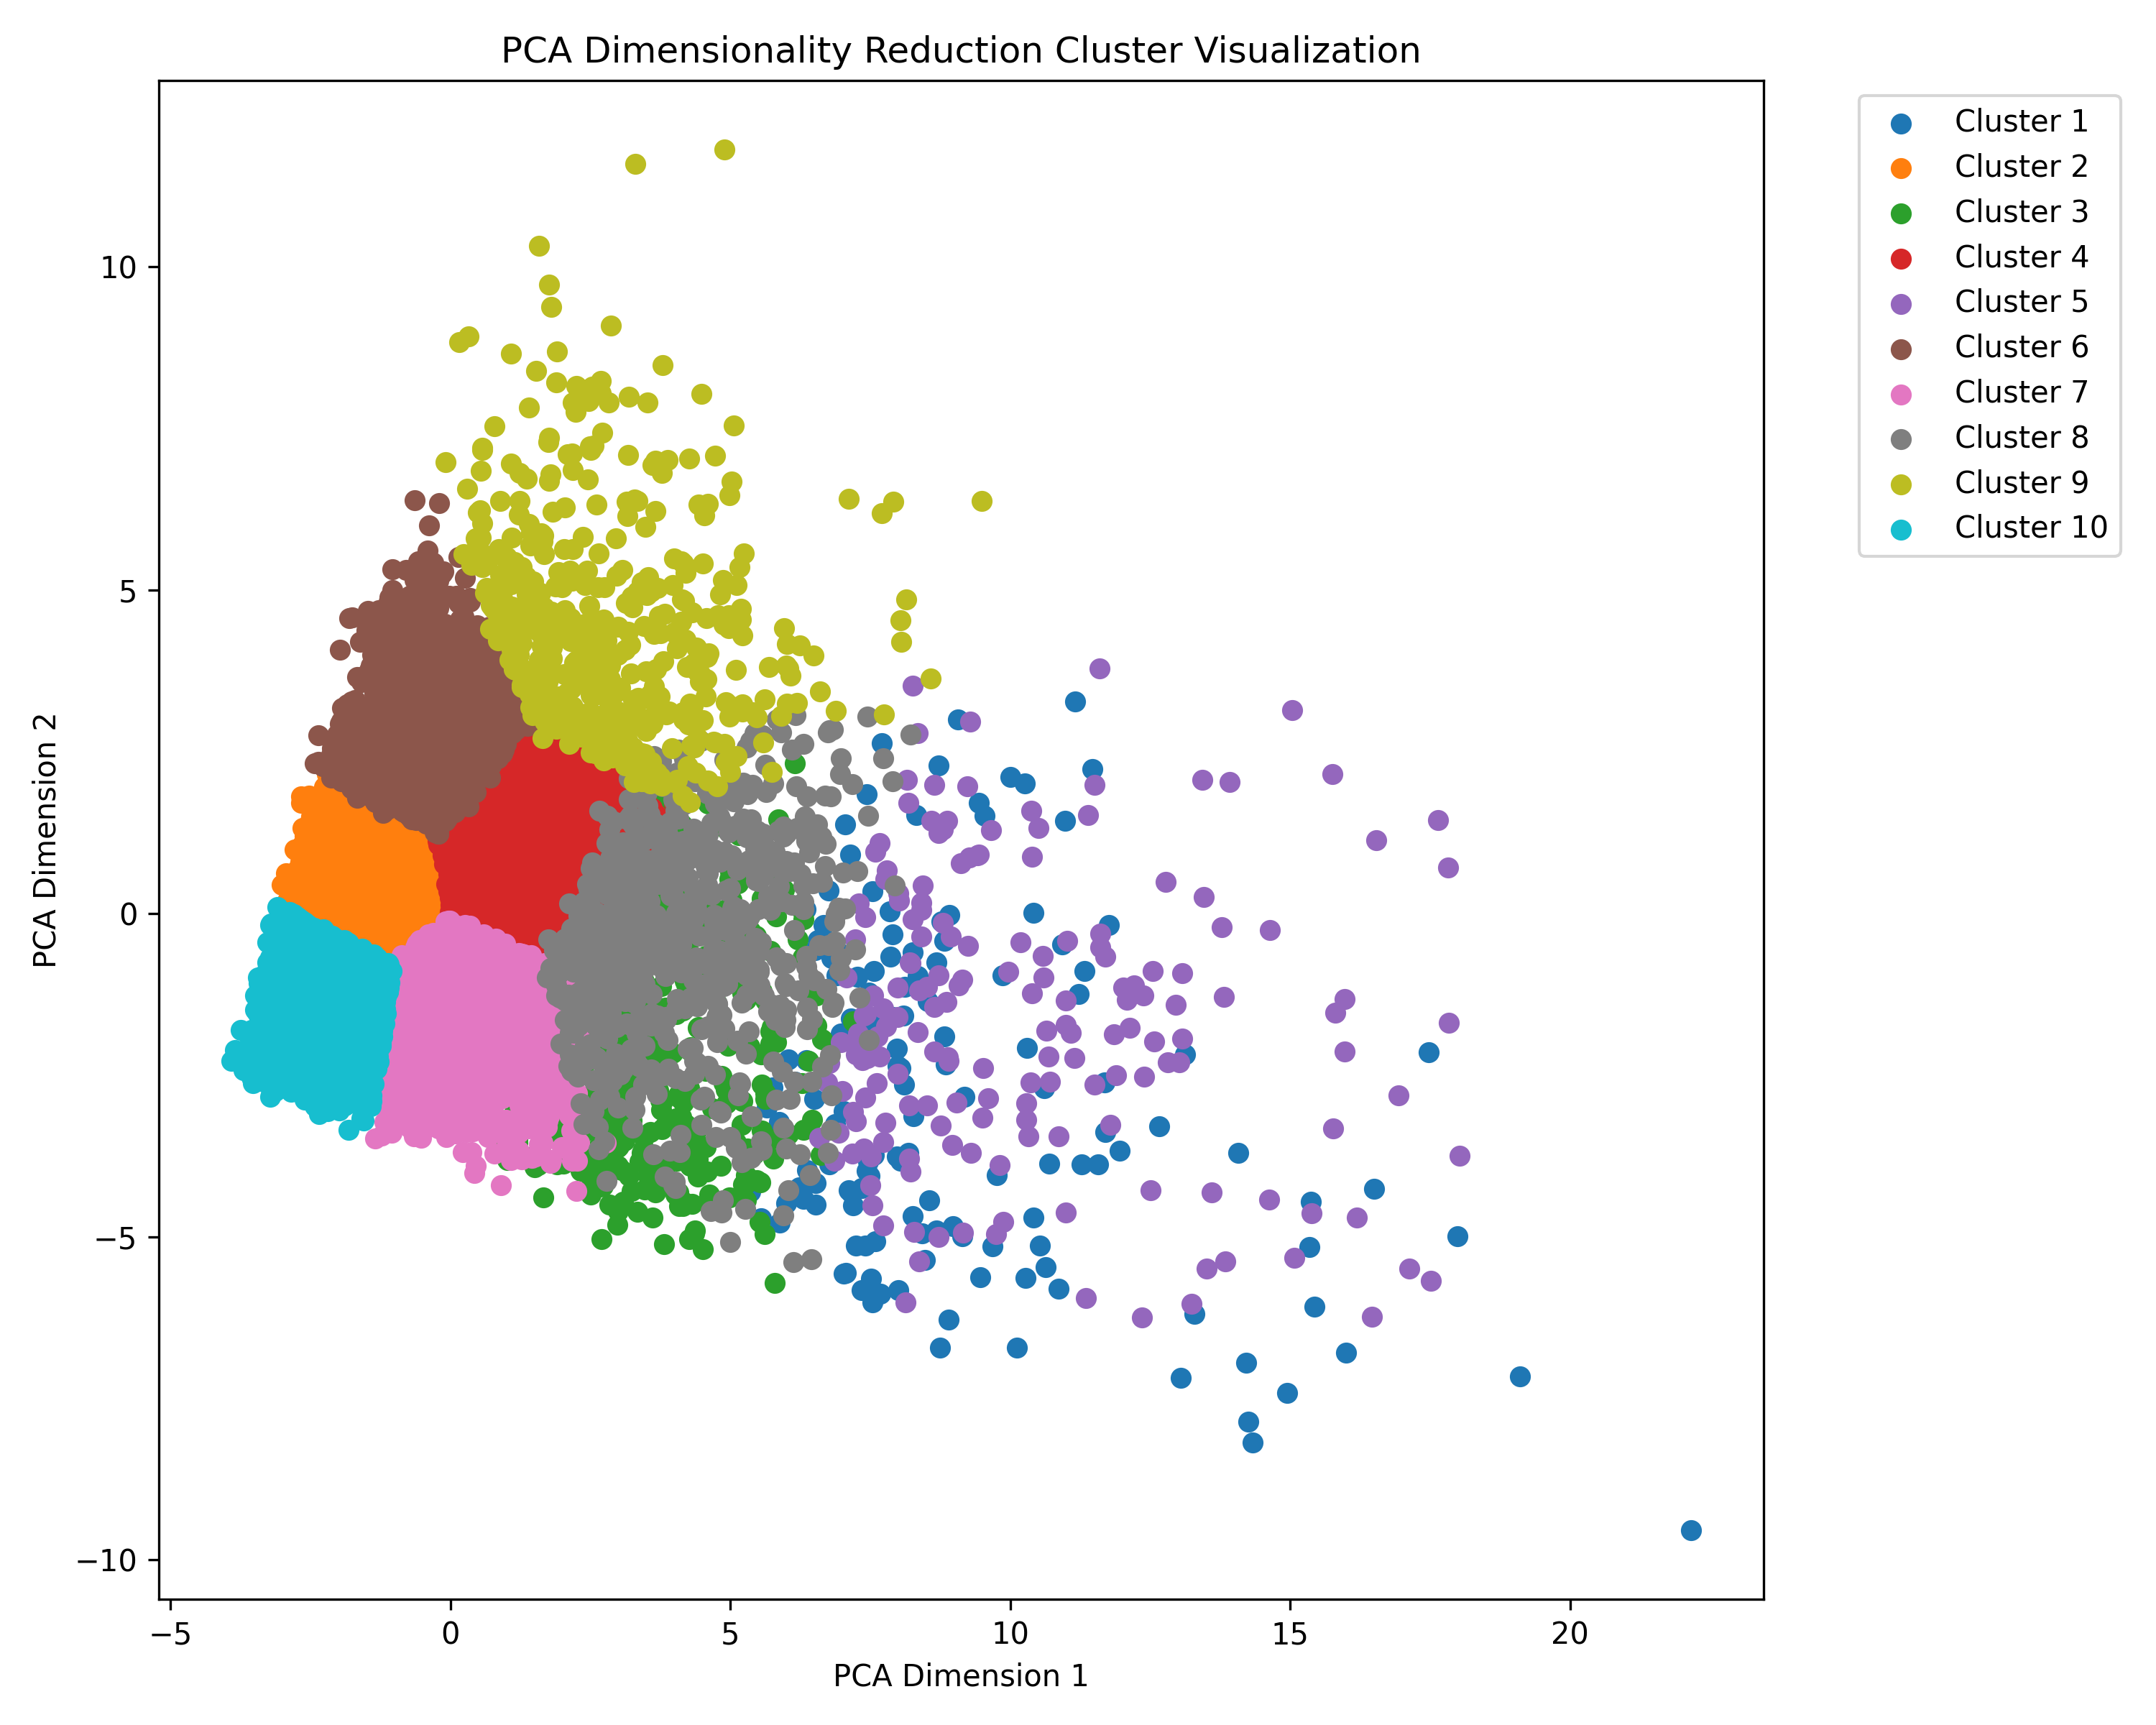 PCA Dimensionality Reduction Cluster Visualization
Cluster 1
Cluster 2
Cluster 3
Cluster 4
Cluster 5
Cluster 6
Cluster 7
Cluster 8
Cluster 9
Cluster 10
PCA Dimension 2
10
5
0
−5
−10
−5
0
5
10
15
20
PCA Dimension 1